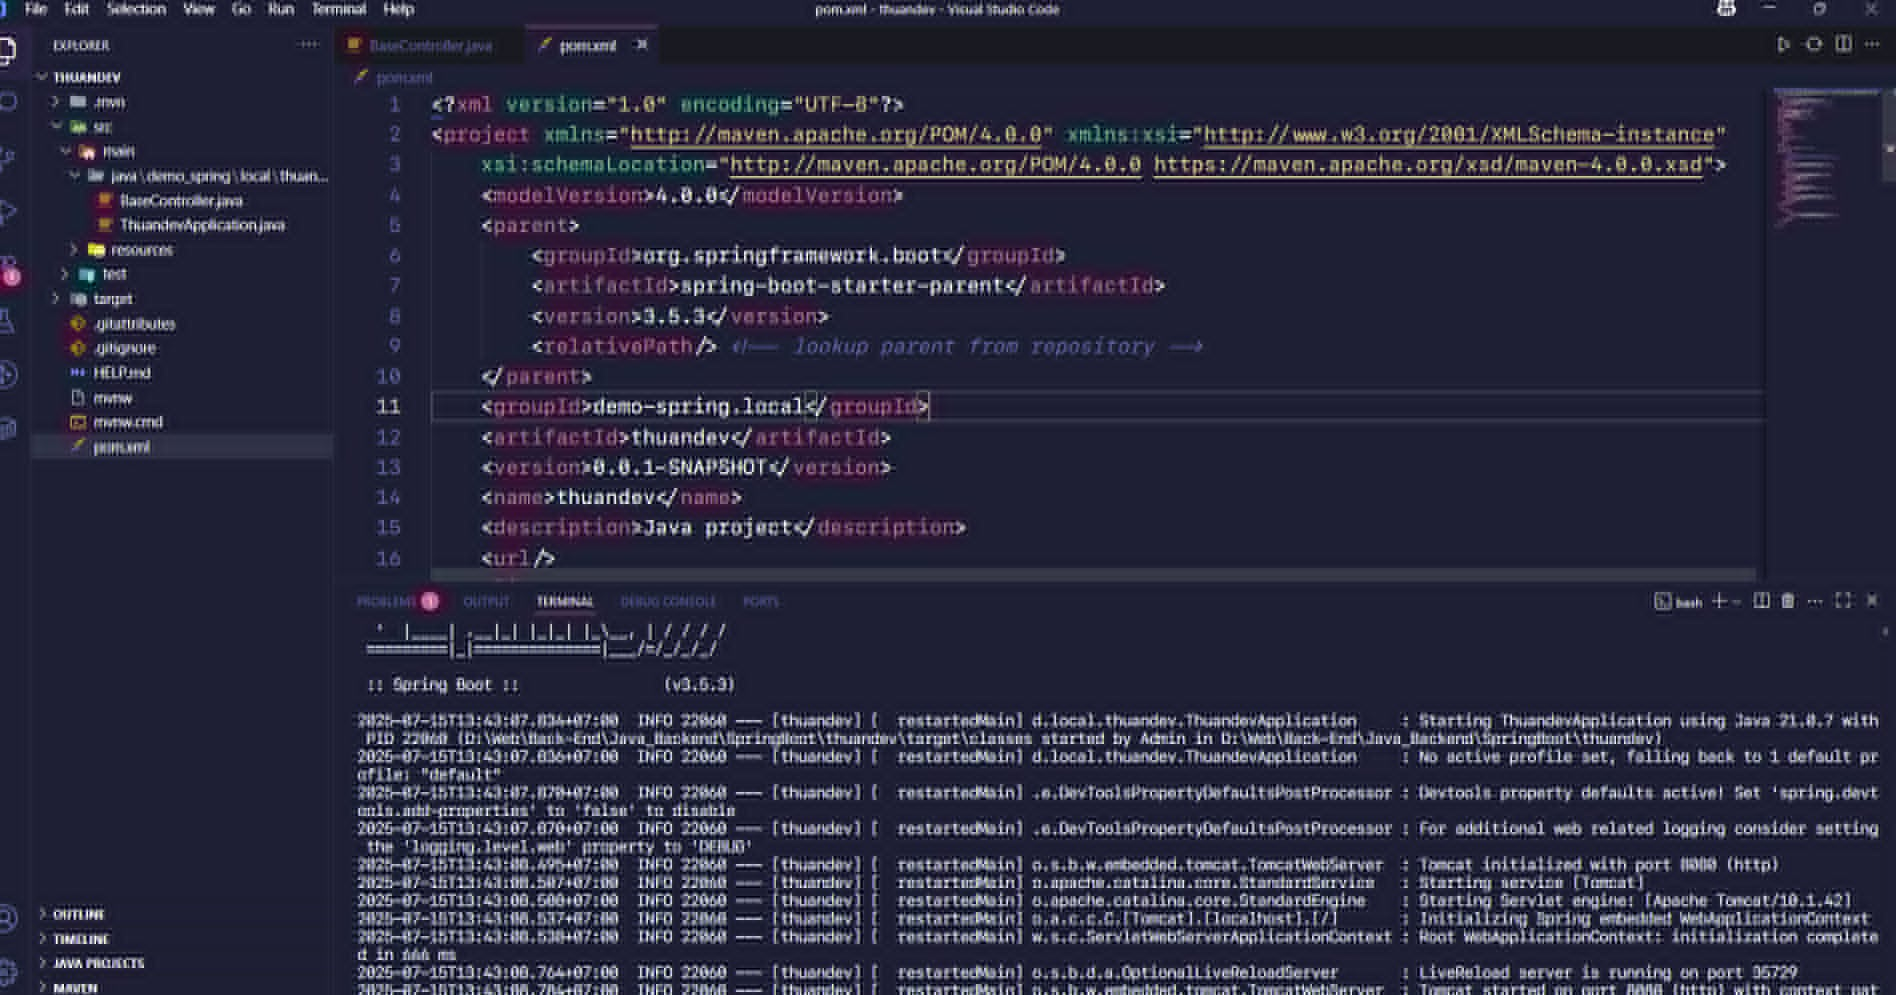 File Edit Selection View Go Run Terminal Help
pom.xml - thuandev - Visual Studio Code
EXPLORER
THUANDEV
.mvn
src
main
java\demo_spring\local\thuan...
BaseController.java
ThuandevApplication.java
resources
test
target
.gitattributes
.gitignore
HELP.md
mvnw
mvnw.cmd
pom.xml
OUTLINE
TIMELINE
JAVA PROJECTS
MAVEN
BaseController.java
pom.xml
pom.xml
1 <?xml version="1.0" encoding="UTF-8"?>
2 <project xmlns="http://maven.apache.org/POM/4.0.0" xmlns:xsi="http://www.w3.org/2001/XMLSchema-instance"
3 xsi:schemaLocation="http://maven.apache.org/POM/4.0.0 https://maven.apache.org/xsd/maven-4.0.0.xsd">
4 <modelVersion>4.0.0</modelVersion>
5 <parent>
6 <groupId>org.springframework.boot</groupId>
7 <artifactId>spring-boot-starter-parent</artifactId>
8 <version>3.5.3</version>
9 <relativePath/> <!-- lookup parent from repository -->
10 </parent>
11 <groupId>demo-spring.local</groupId>
12 <artifactId>thuandev</artifactId>
13 <version>0.0.1-SNAPSHOT</version>
14 <name>thuandev</name>
15 <description>Java project</description>
16 <url/>
PROBLEMS 1 OUTPUT TERMINAL DEBUG CONSOLE PORTS
bash
:: Spring Boot :: (v3.5.3)
2025-07-15T13:43:07.834+07:00 INFO 22060 --- [thuandev] [ restartedMain] d.local.thuandev.ThuandevApplication : Starting ThuandevApplication using Java 21.0.7 with
PID 22060 (D:\Web\Back-End\Java_Backend\SpringBoot\thuandev\target\classes started by Admin in D:\Web\Back-End\Java_Backend\SpringBoot\thuandev)
2025-07-15T13:43:07.836+07:00 INFO 22060 --- [thuandev] [ restartedMain] d.local.thuandev.ThuandevApplication : No active profile set, falling back to 1 default pr
ofile: "default"
2025-07-15T13:43:07.870+07:00 INFO 22060 --- [thuandev] [ restartedMain] .e.DevToolsPropertyDefaultsPostProcessor : Devtools property defaults active! Set 'spring.devt
ools.add-properties' to 'false' to disable
2025-07-15T13:43:07.870+07:00 INFO 22060 --- [thuandev] [ restartedMain] .e.DevToolsPropertyDefaultsPostProcessor : For additional web related logging consider setting
the 'logging.level.web' property to 'DEBUG'
2025-07-15T13:43:08.495+07:00 INFO 22060 --- [thuandev] [ restartedMain] o.s.b.w.embedded.tomcat.TomcatWebServer : Tomcat initialized with port 8080 (http)
2025-07-15T13:43:08.507+07:00 INFO 22060 --- [thuandev] [ restartedMain] o.apache.catalina.core.StandardService : Starting service [Tomcat]
2025-07-15T13:43:08.508+07:00 INFO 22060 --- [thuandev] [ restartedMain] o.apache.catalina.core.StandardEngine : Starting Servlet engine: [Apache Tomcat/10.1.42]
2025-07-15T13:43:08.537+07:00 INFO 22060 --- [thuandev] [ restartedMain] o.a.c.c.C.[Tomcat].[localhost].[/] : Initializing Spring embedded WebApplicationContext
2025-07-15T13:43:08.538+07:00 INFO 22060 --- [thuandev] [ restartedMain] w.s.c.ServletWebServerApplicationContext : Root WebApplicationContext: initialization complete
d in 666 ms
2025-07-15T13:43:08.764+07:00 INFO 22060 --- [thuandev] [ restartedMain] o.s.b.d.a.OptionalLiveReloadServer : LiveReload server is running on port 35729
2025-07-15T13:43:08.784+07:00 INFO 22060 --- [thuandev] [ restartedMain] o.s.b.w.embedded.tomcat.TomcatWebServer : Tomcat started on port 8080 (http) with context pat